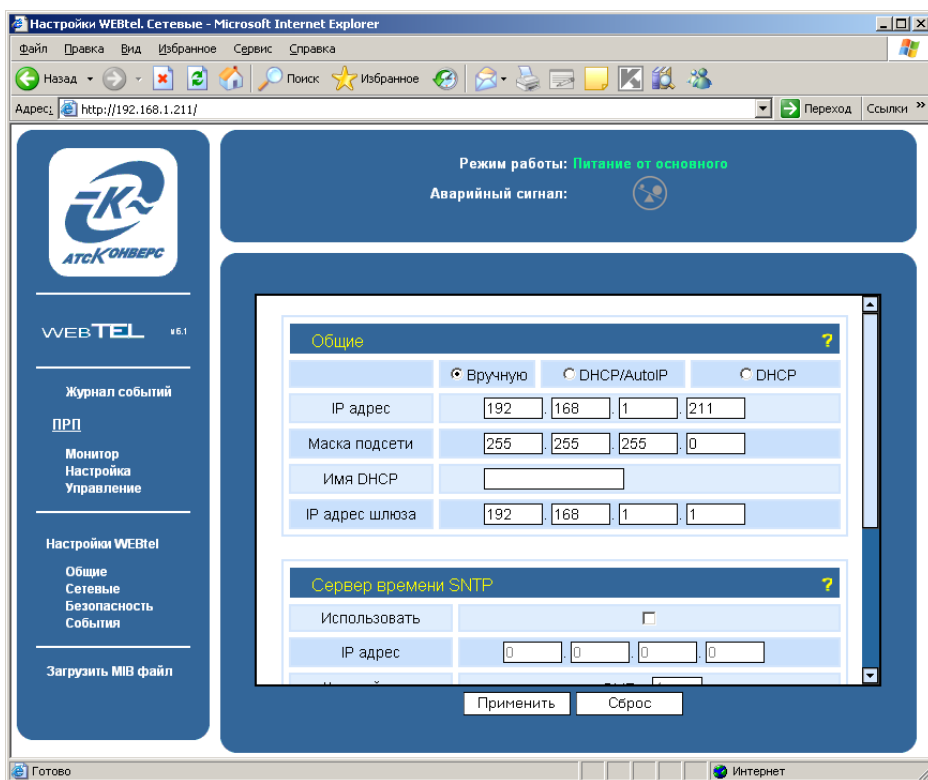 Настройки WEBtel. Сетевые - Microsoft Internet Explorer
Файл Правка Вид Избранное Сервис Справка
Назад Поиск Избранное
Адрес: http://192.168.1.211/ Переход Ссылки »
Режим работы: Питание от основного
Аварийный сигнал:
АТСКОНВЕРС
WEBTEL v6.1
Журнал событий
ПРП
Монитор
Настройка
Управление
Настройки WEBtel
Общие
Сетевые
Безопасность
События
Загрузить MIB файл
Общие ?
Вручную DHCP/AutoIP DHCP
IP адрес 192 . 168 . 1 . 211
Маска подсети 255 . 255 . 255 . 0
Имя DHCP
IP адрес шлюза 192 . 168 . 1 . 1
Сервер времени SNTP ?
Использовать
IP адрес 0 . 0 . 0 . 0
Применить Сброс
Готово Интернет